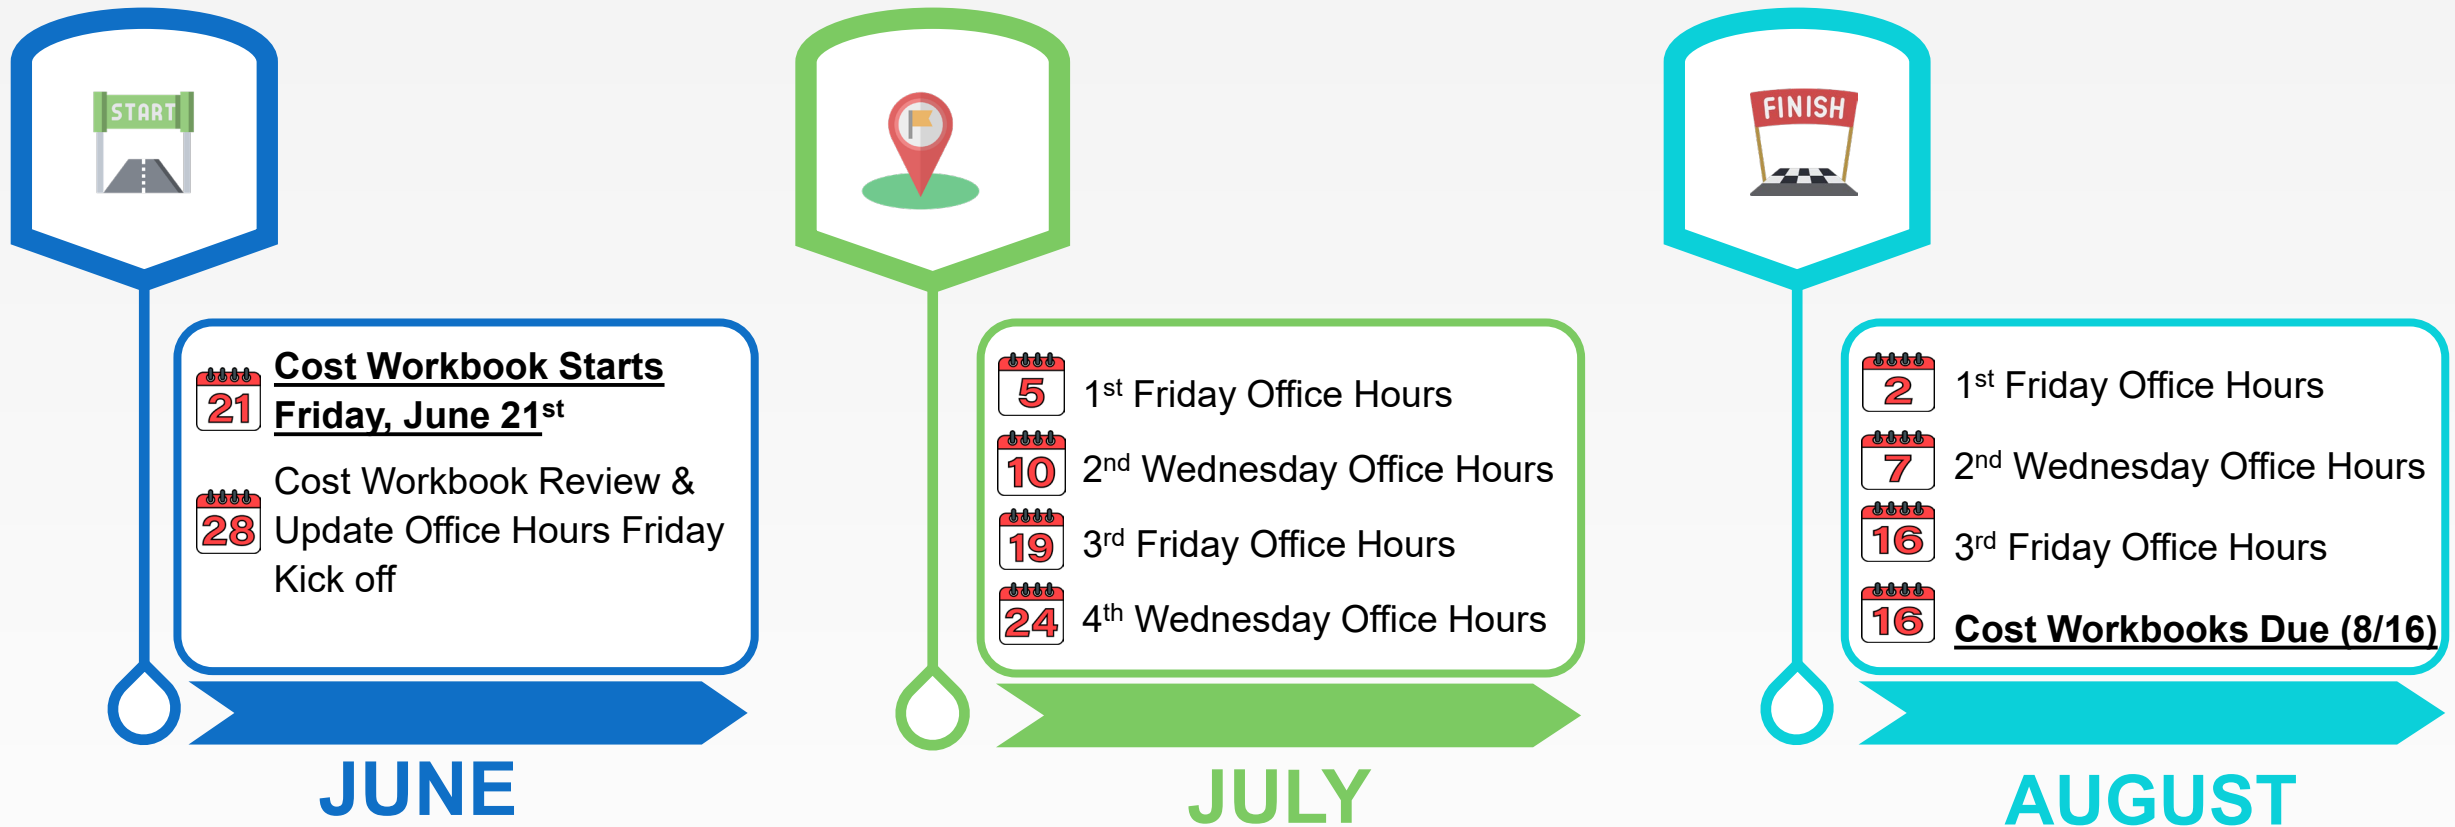 START
21
Cost Workbook Starts
Friday, June 21st
28
Cost Workbook Review &
Update Office Hours Friday
Kick off
JUNE
5
1st Friday Office Hours
10
2nd Wednesday Office Hours
19
3rd Friday Office Hours
24
4th Wednesday Office Hours
JULY
FINISH
2
1st Friday Office Hours
7
2nd Wednesday Office Hours
16
3rd Friday Office Hours
16
Cost Workbooks Due (8/16)
AUGUST